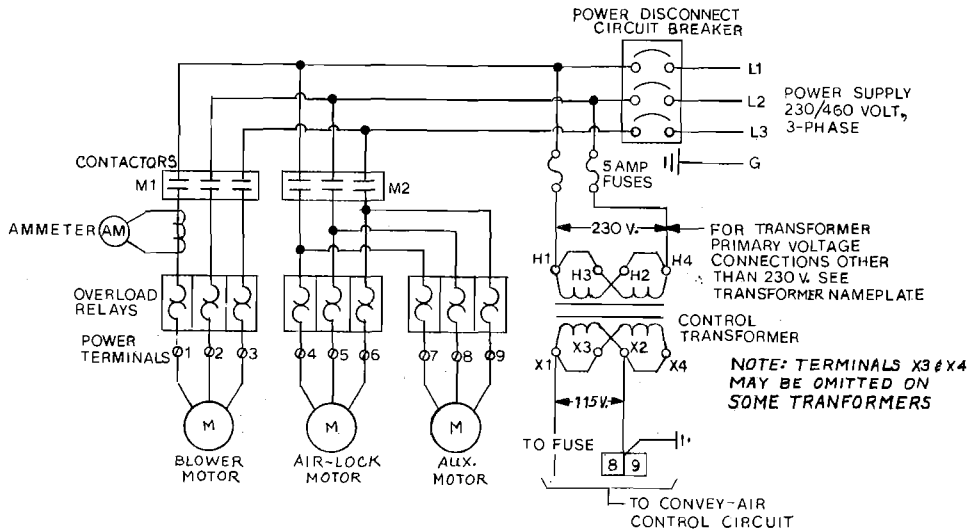 POWER DISCONNECT
CIRCUIT BREAKER
L1
L2
L3
G
POWER SUPPLY
230/460 VOLT,
3-PHASE
CONTACTORS
M1
M2
5 AMP
FUSES
AMMETER
AM
230 V.
FOR TRANSFORMER
PRIMARY VOLTAGE
CONNECTIONS OTHER
THAN 230 V. SEE
TRANSFORMER NAMEPLATE
H1
H3
H2
H4
OVERLOAD
RELAYS
CONTROL
TRANSFORMER
POWER
TERMINALS
1
2
3
4
5
6
7
8
9
X1
X3
X2
X4
NOTE: TERMINALS X3 & X4
MAY BE OMITTED ON
SOME TRANFORMERS
115 V.
M
M
M
BLOWER
MOTOR
AIR-LOCK
MOTOR
AUX.
MOTOR
TO FUSE
8 9
TO CONVEY-AIR
CONTROL CIRCUIT